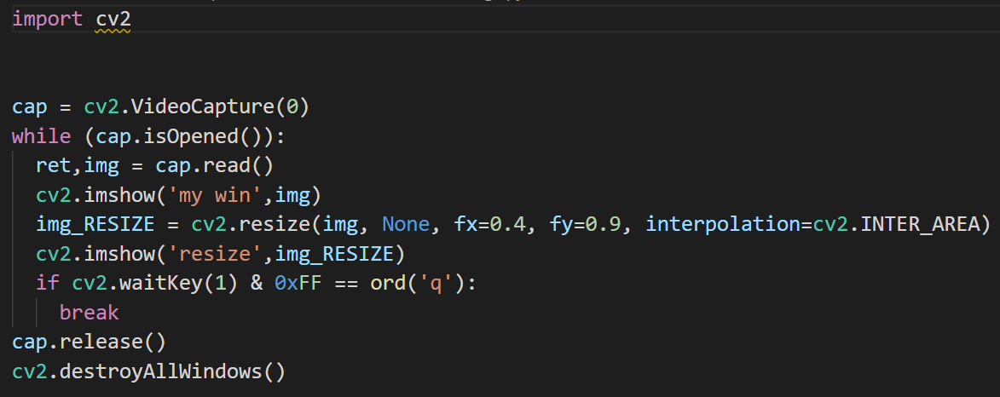 import cv2
cap = cv2.VideoCapture(0)
while (cap.isOpened()):
  ret,img = cap.read()
  cv2.imshow('my win',img)
  img_RESIZE = cv2.resize(img, None, fx=0.4, fy=0.9, interpolation=cv2.INTER_AREA)
  cv2.imshow('resize',img_RESIZE)
  if cv2.waitKey(1) & 0xFF == ord('q'):
    break
cap.release()
cv2.destroyAllWindows()